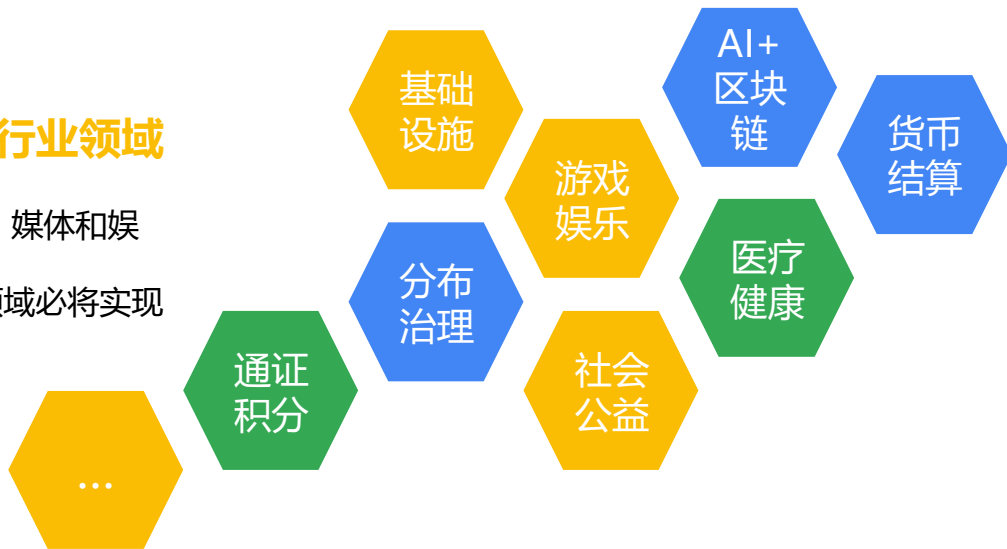 行业领域
媒体和娱
域必将实现
基础
设施
AI+
区块
链
货币
结算
游戏
娱乐
分布
治理
医疗
健康
通证
积分
社会
公益
...